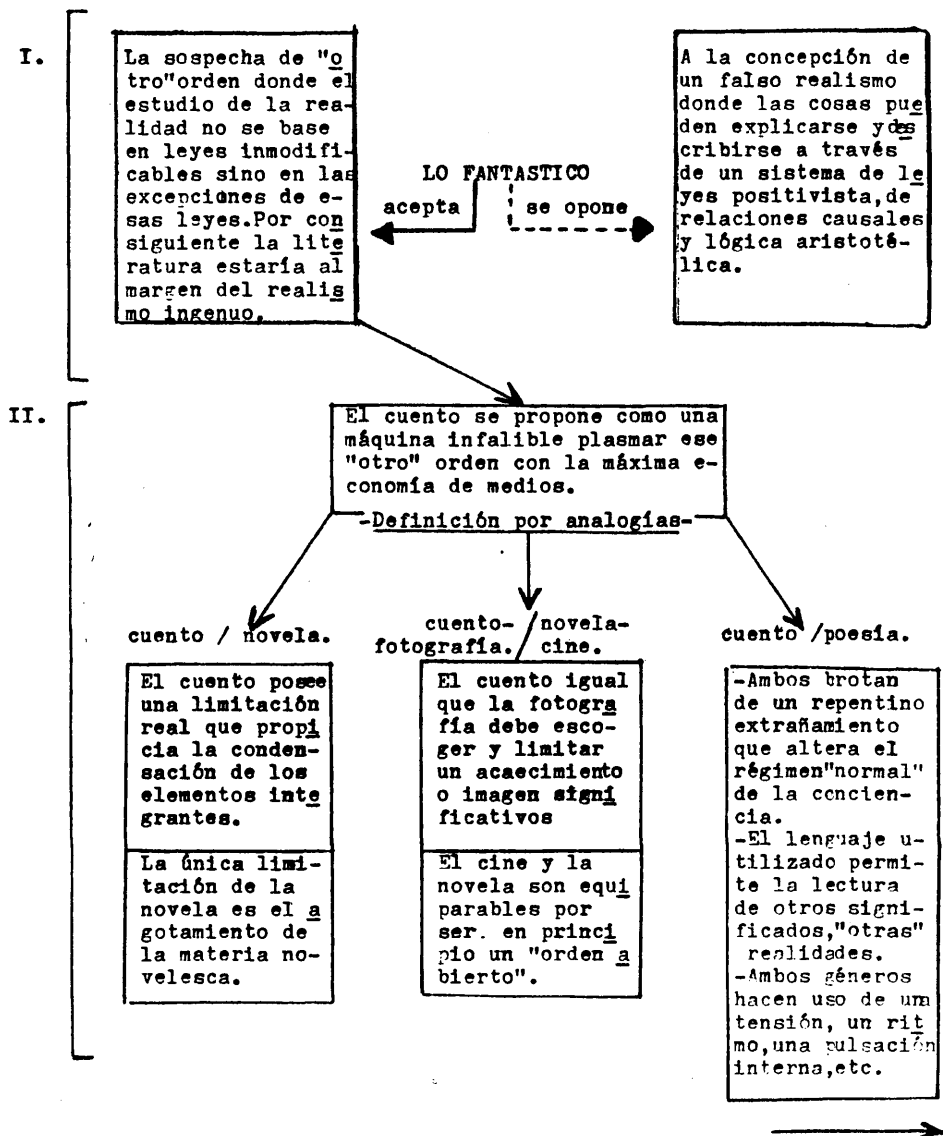 I.
La sospecha de "o
tro"orden donde el
estudio de la rea-
lidad no se base
en leyes inmodifi-
cables sino en las
excepciones de e-
sas leyes.Por con
siguiente la lite
ratura estaría al
margen del realis
mo ingenuo.
LO FANTASTICO
acepta
se opone
A la concepción de
un falso realismo
donde las cosas pue
den explicarse y des
cribirse a través
de un sistema de le
yes positivista,de
relaciones causales
y lógica aristoté-
lica.
II.
El cuento se propone como una
máquina infalible plasmar ese
"otro" orden con la máxima e-
conomía de medios.
-Definición por analogías-
cuento / novela.
El cuento posee
una limitación
real que propi
cia la conden-
sación de los
elementos inte
grantes.
La única limi-
tación de la
novela es el a
gotamiento de
la materia no-
velesca.
cuento- / novela-
fotografía. cine.
El cuento igual
que la fotogra
fía debe esco-
ger y limitar
un acaecimiento
o imagen signi
ficativos
El cine y la
novela son equi
parables por
ser. en princi
pio un "orden a
bierto".
cuento /poesía.
-Ambos brotan
de un repentino
extrañamiento
que altera el
régimen"normal"
de la concien-
cia.
-El lenguaje u-
tilizado permi-
te la lectura
de otros signi-
ficados,"otras"
realidades.
-Ambos géneros
hacen uso de una
tensión, un rit
mo,una pulsación
interna,etc.